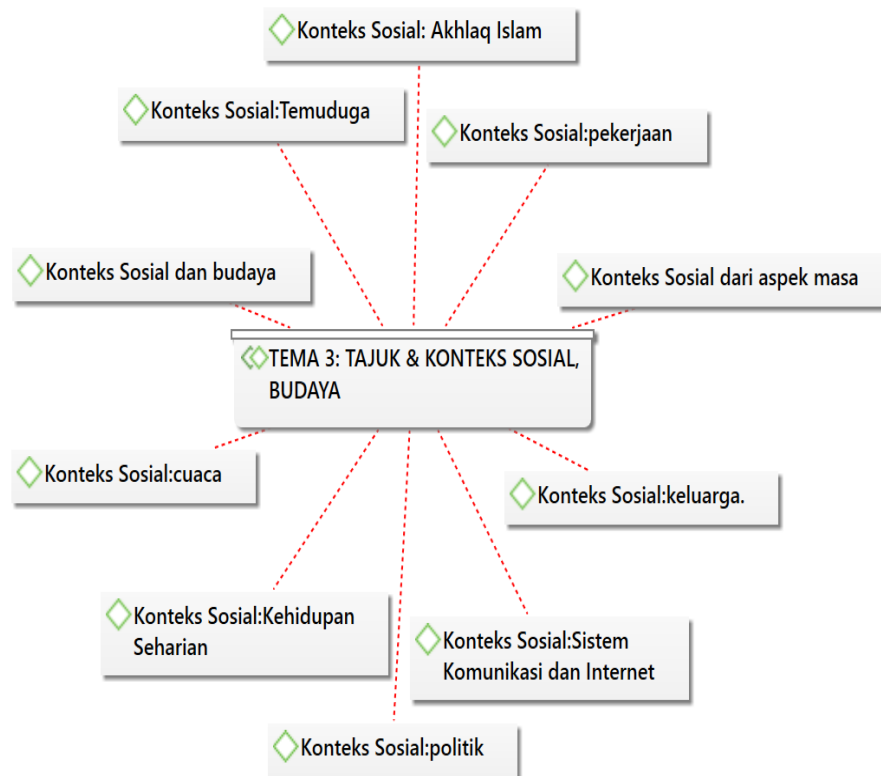 Konteks Sosial: Akhlaq Islam
Konteks Sosial:Temuduga
Konteks Sosial:pekerjaan
Konteks Sosial dan budaya
Konteks Sosial dari aspek masa
TEMA 3: TAJUK & KONTEKS SOSIAL,
BUDAYA
Konteks Sosial:cuaca
Konteks Sosial:keluarga.
Konteks Sosial:Kehidupan
Seharian
Konteks Sosial:Sistem
Komunikasi dan Internet
Konteks Sosial:politik